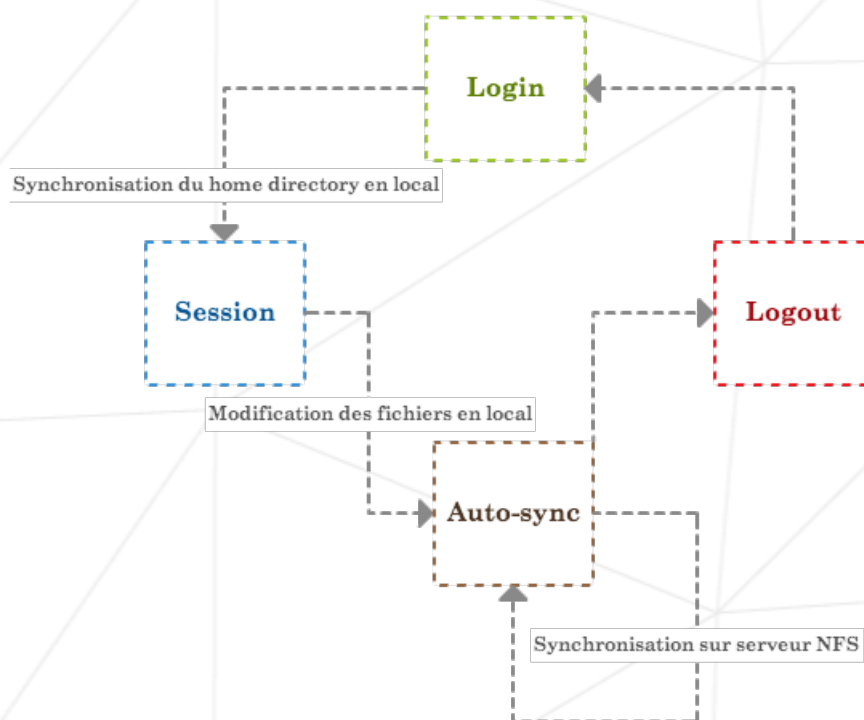 Login
Synchronisation du home directory en local
Session
Logout
Modification des fichiers en local
Auto-sync
Synchronisation sur serveur NFS